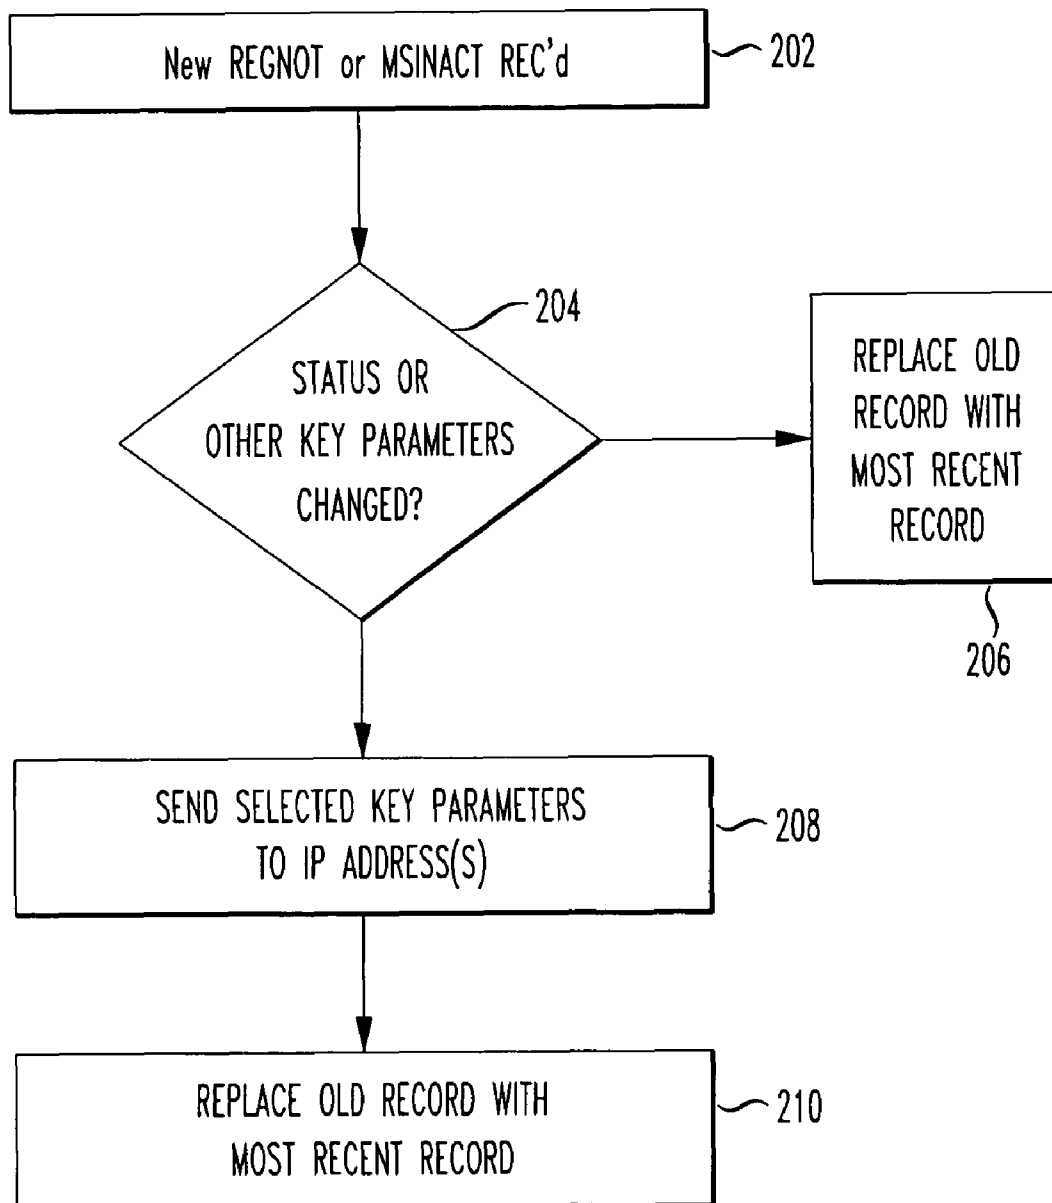 New REGNOT or MSINACT REC'd
202
204
STATUS OR
OTHER KEY PARAMETERS
CHANGED?
REPLACE OLD
RECORD WITH
MOST RECENT
RECORD
206
SEND SELECTED KEY PARAMETERS
TO IP ADDRESS(S)
208
REPLACE OLD RECORD WITH
MOST RECENT RECORD
210